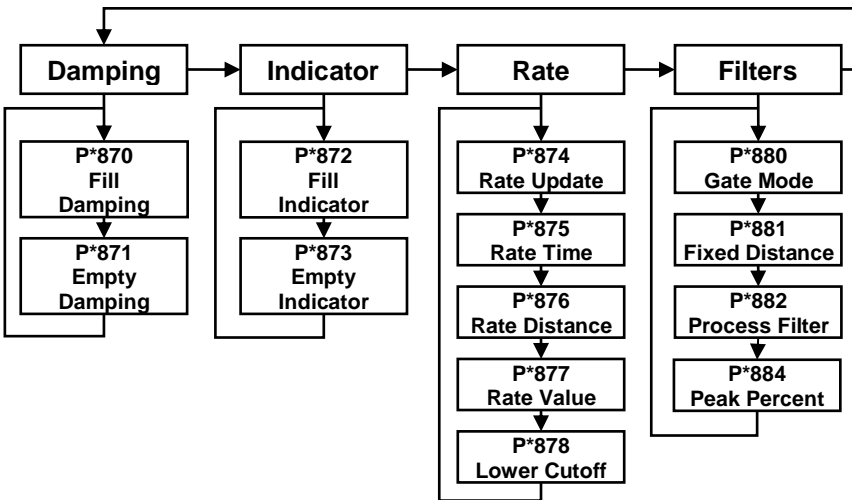 Damping
Indicator
Rate
Filters
P*870
Fill
Damping
P*871
Empty
Damping
P*872
Fill
Indicator
P*873
Empty
Indicator
P*874
Rate Update
P*875
Rate Time
P*876
Rate Distance
P*877
Rate Value
P*878
Lower Cutoff
P*880
Gate Mode
P*881
Fixed Distance
P*882
Process Filter
P*884
Peak Percent